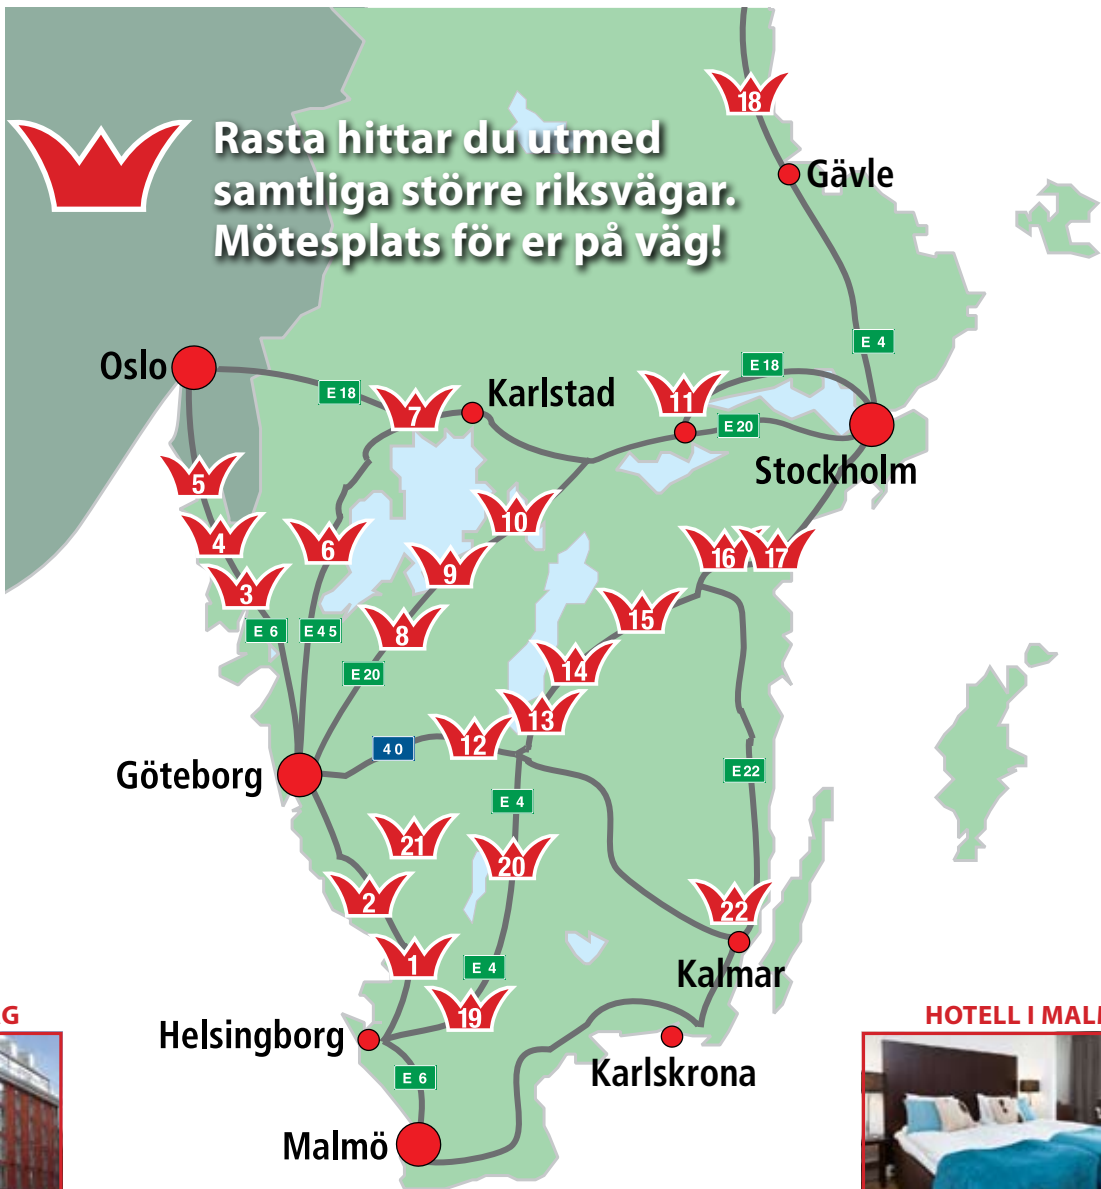 18
Rasta hittar du utmed
samtliga större riksvägar.
Mötesplats för er på väg!
Gävle
E 4
Oslo
E 18
E 18
7
Karlstad
11
E 20
Stockholm
5
4
6
10
16
17
3
9
15
E 6
E 45
8
E 20
14
13
12
40
Göteborg
E 22
E 4
21
20
2
22
1
E 4
Kalmar
19
Helsingborg
Karlskrona
E 6
Malmö
G
HOTELL I MALM